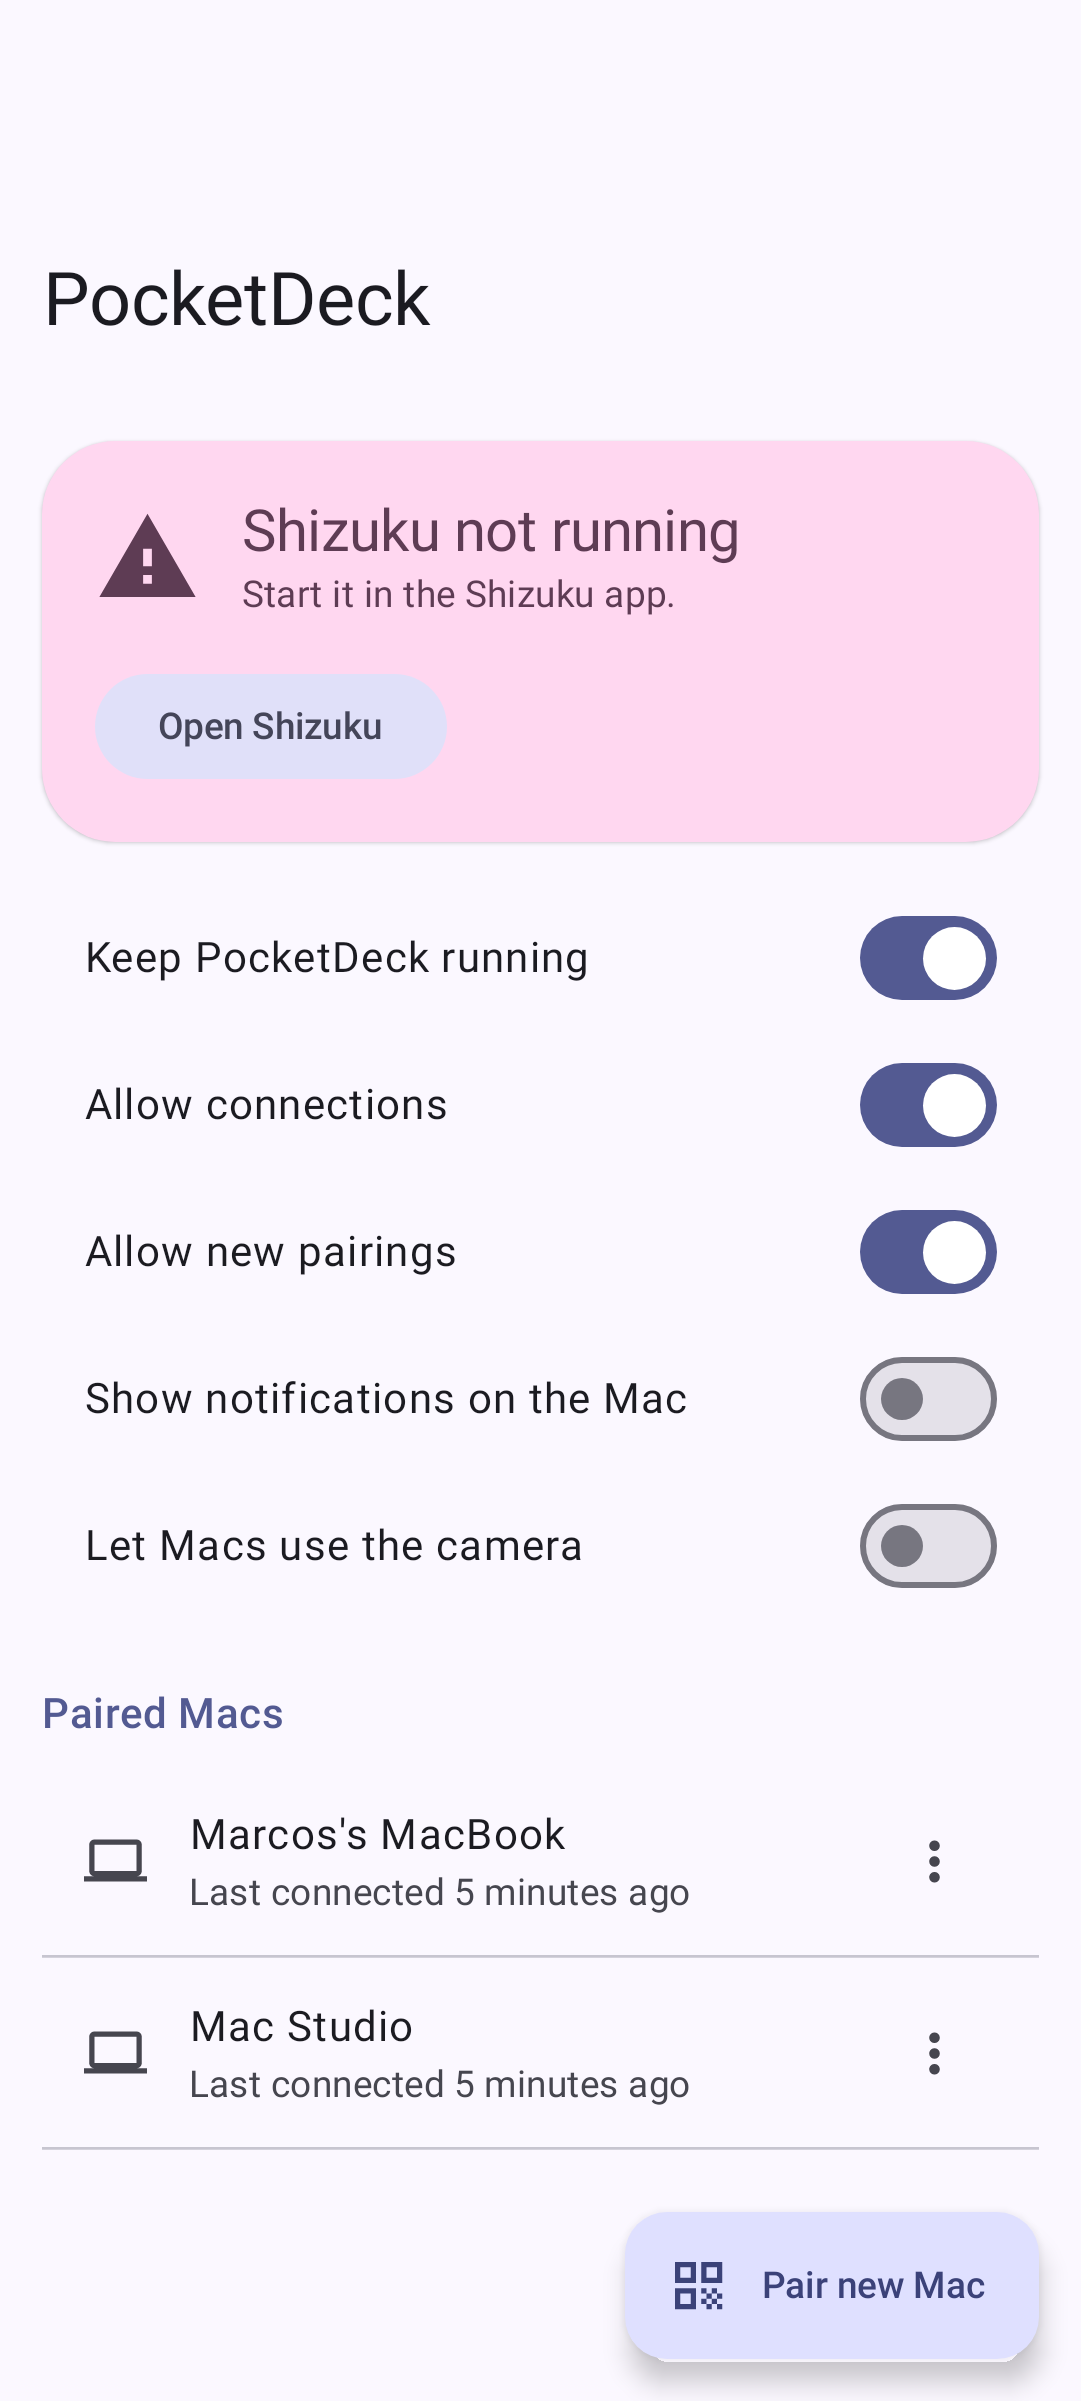 PocketDeck
Shizuku not running
Start it in the Shizuku app.
Open Shizuku
Keep PocketDeck running
Allow connections
Allow new pairings
Show notifications on the Mac
Let Macs use the camera
Paired Macs
Marcos's MacBook
Last connected 5 minutes ago
Mac Studio
Last connected 5 minutes ago
Pair new Mac